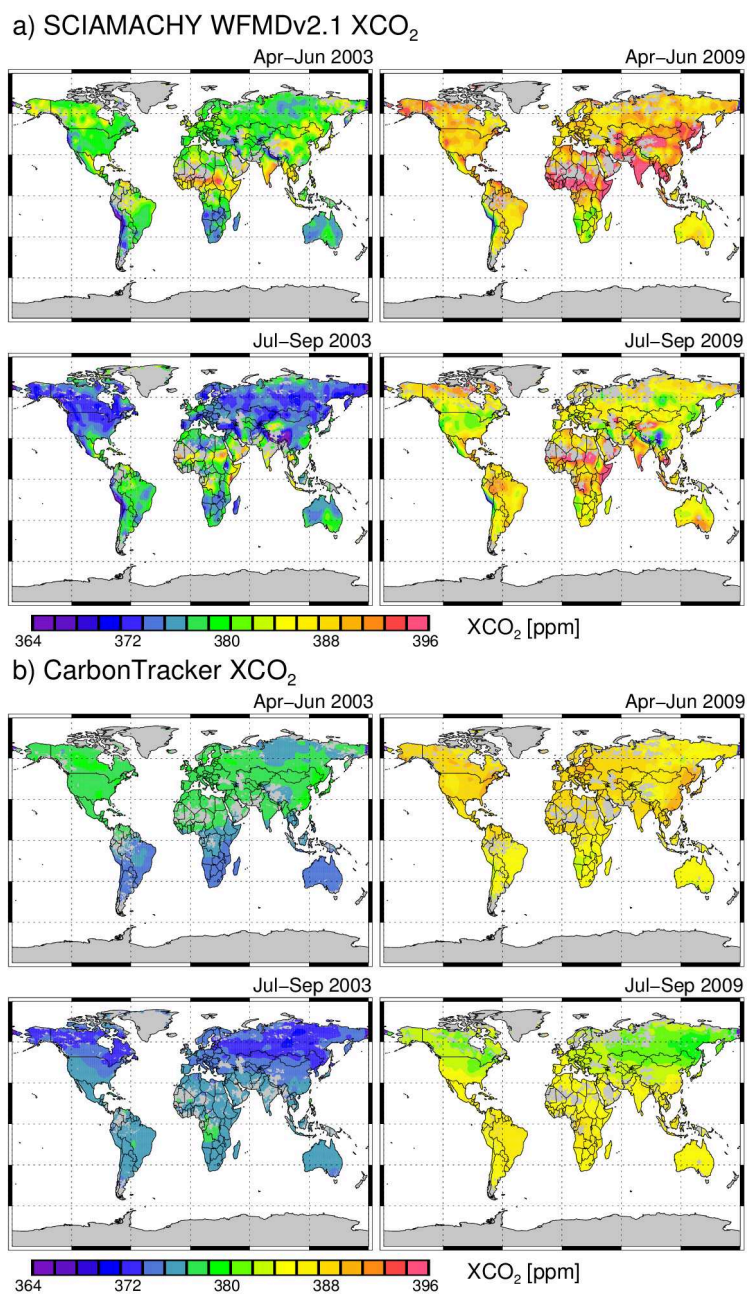 a) SCIAMACHY WFMDv2.1 XCO₂
Apr–Jun 2003 Apr–Jun 2009
Jul–Sep 2003 Jul–Sep 2009
364 372 380 388 396 XCO₂ [ppm]
b) CarbonTracker XCO₂
Apr–Jun 2003 Apr–Jun 2009
Jul–Sep 2003 Jul–Sep 2009
364 372 380 388 396 XCO₂ [ppm]